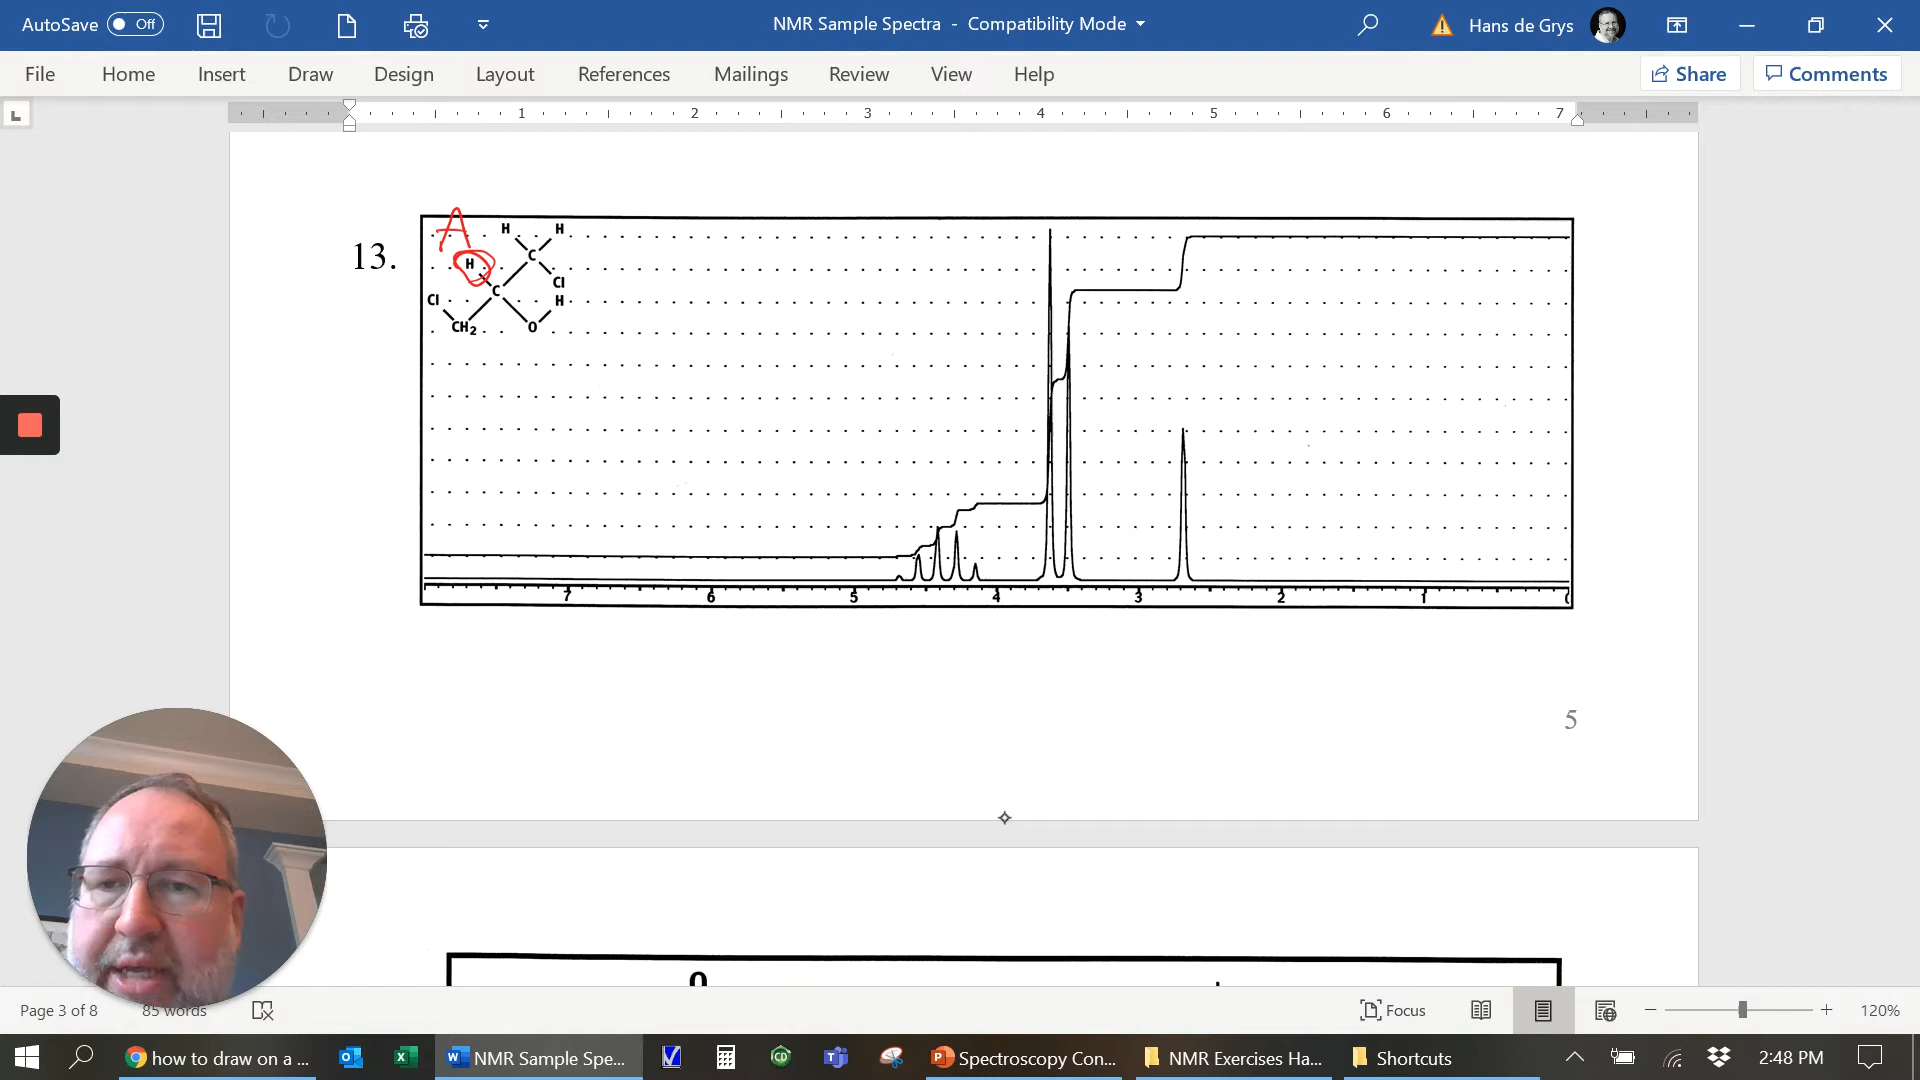 AutoSave Off NMR Sample Spectra - Compatibility Mode Hans de Grys
File Home Insert Draw Design Layout References Mailings Review View Help Share Comments
1 2 3 4 5 6 7
13.
A
H H
H C
Cl
C
Cl H
CH2 O
7 6 5 4 3 2 1
5
Page 3 of 8 85 words Focus 120%
how to draw on a ... NMR Sample Spe... Spectroscopy Con... NMR Exercises Ha... Shortcuts 2:48 PM